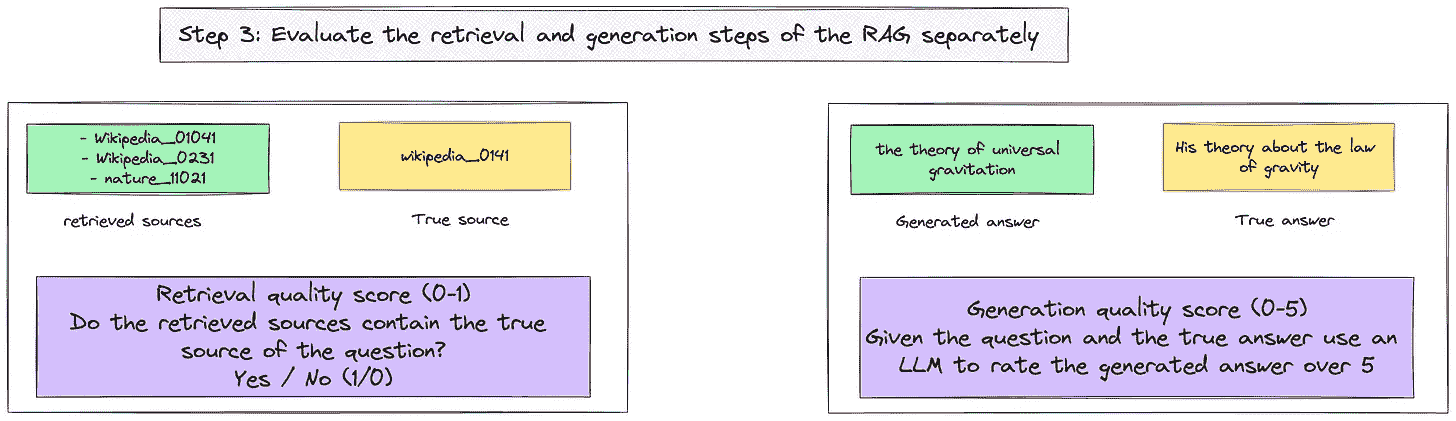 Step 3: Evaluate the retrieval and generation steps of the RAG separately
- Wikipedia_01041
- Wikipedia_0231
- nature_11021
retrieved sources
wikipedia_0141
True source
Retrieval quality score (0-1)
Do the retrieved sources contain the true
source of the question?
Yes / No (1/0)
the theory of universal
gravitation
Generated answer
His theory about the law
of gravity
True answer
Generation quality score (0-5)
Given the question and the true answer use an
LLM to rate the generated answer over 5